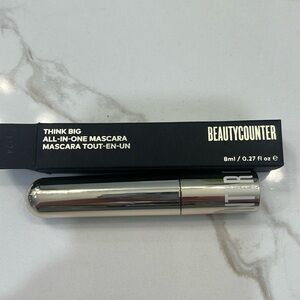 THINK BIG
ALL-IN-ONE MASCARA
MASCARA TOUT-EN-UN
BEAUTYCOUNTER
8ml / 0.27 fl oz ℮